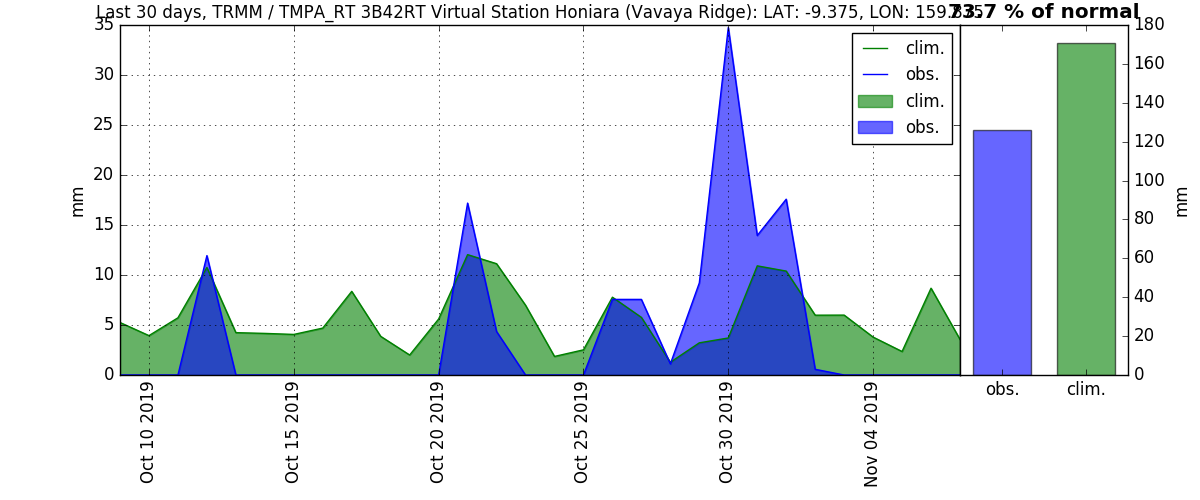 Last 30 days, TRMM / TMPA_RT 3B42RT Virtual Station Honiara (Vavaya Ridge): LAT: -9.375, LON: 159.875
73.7 % of normal
35
30
25
20
15
10
5
0
mm
clim.
obs.
clim.
obs.
180
160
140
120
100
80
60
40
20
0
mm
Oct 10 2019
Oct 15 2019
Oct 20 2019
Oct 25 2019
Oct 30 2019
Nov 04 2019
obs.
clim.